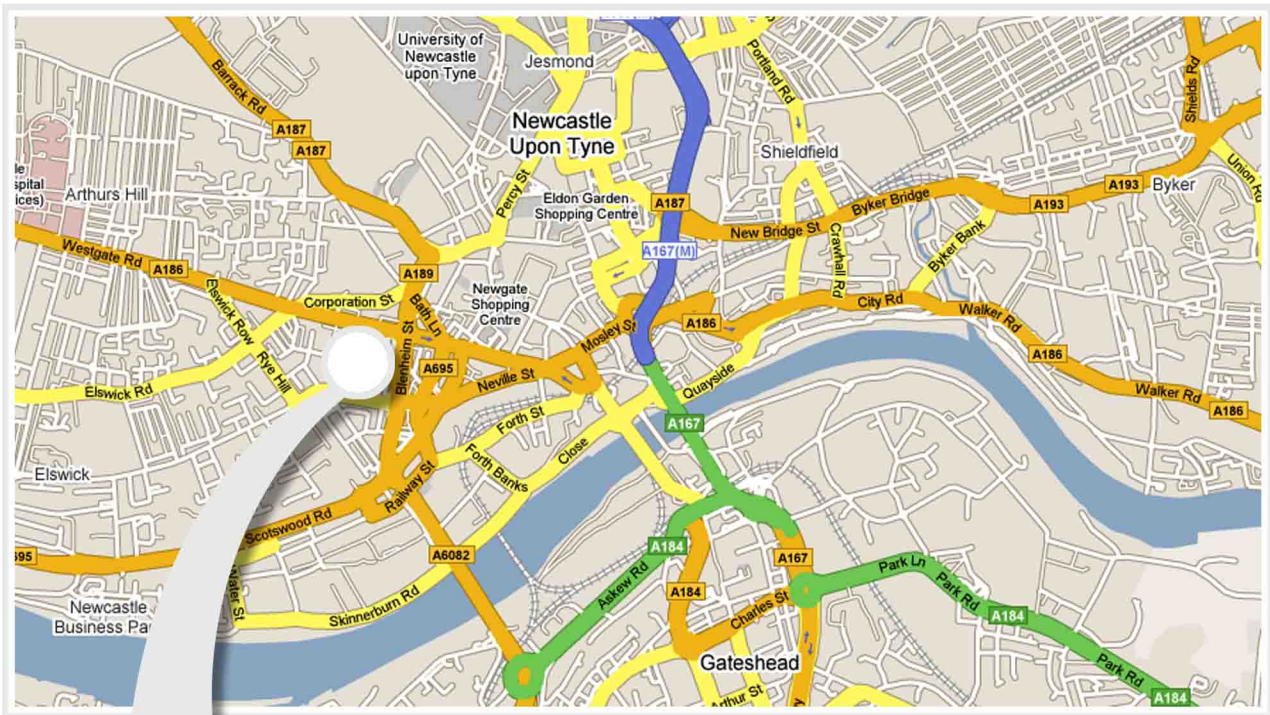 University of
Newcastle
upon Tyne
Jesmond
Portland Rd
Shields Rd
Barrack Rd
A187
A187
Newcastle
Upon Tyne
Shieldfield
Arthurs Hill
Percy St
Eldon Garden
Shopping Centre
A187
Byker Bridge
A193
A193
Byker
Union Rd
New Bridge St
A167(M)
Crawhall Rd
Byker Bank
Westgate Rd
A186
A189
Elswick Row
Corporation St
Bath Ln
Newgate
Shopping
Centre
Mosley St
A186
City Rd
Walker Rd
A186
Rye Hill
Blenheim St
A695
Neville St
Elswick Rd
Quayside
Walker Rd
A186
Forth St
A167
Close
Forth Banks
Elswick
Railway St
Scotswood Rd
A6082
A184
A167
Askew Rd
A184
Park Ln
Park Rd
A184
Charles St
Water St
Newcastle
Business
Skinnerburn Rd
Gateshead
Park Rd
Arthur St
A184